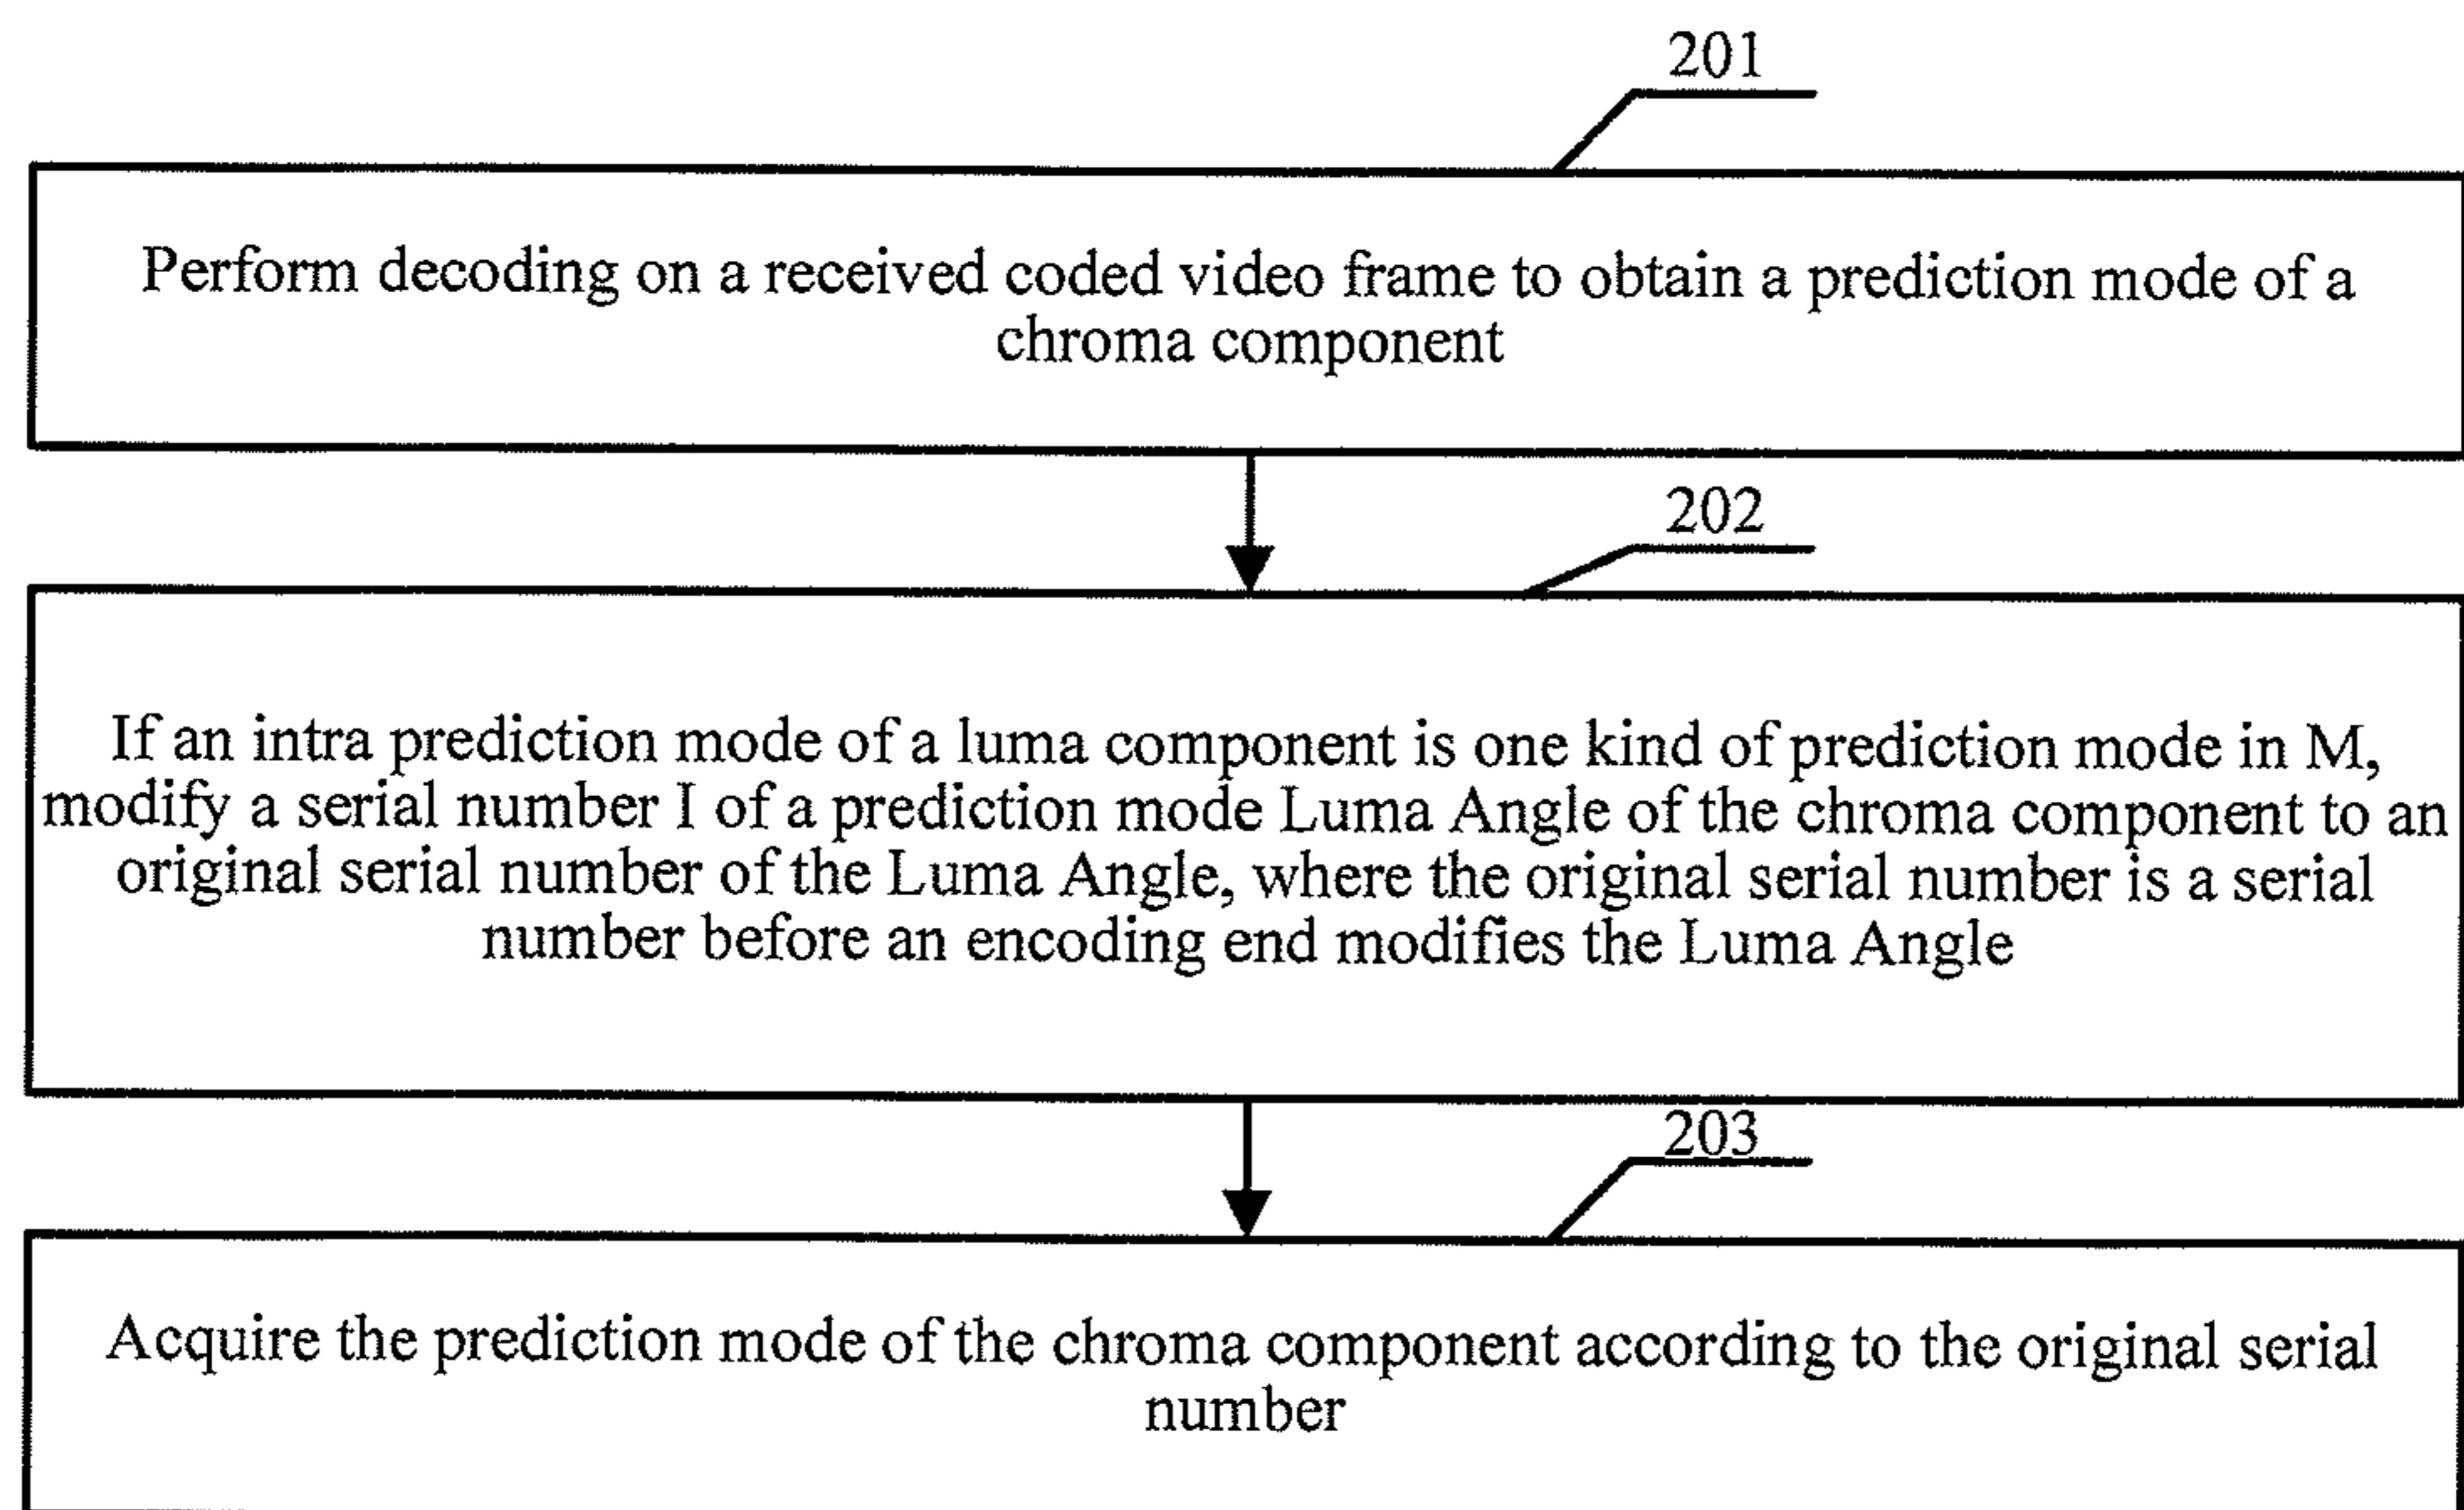 201
Perform decoding on a received coded video frame to obtain a prediction mode of a
chroma component
202
If an intra prediction mode of a luma component is one kind of prediction mode in M,
modify a serial number I of a prediction mode Luma Angle of the chroma component to an
original serial number of the Luma Angle, where the original serial number is a serial
number before an encoding end modifies the Luma Angle
203
Acquire the prediction mode of the chroma component according to the original serial
number